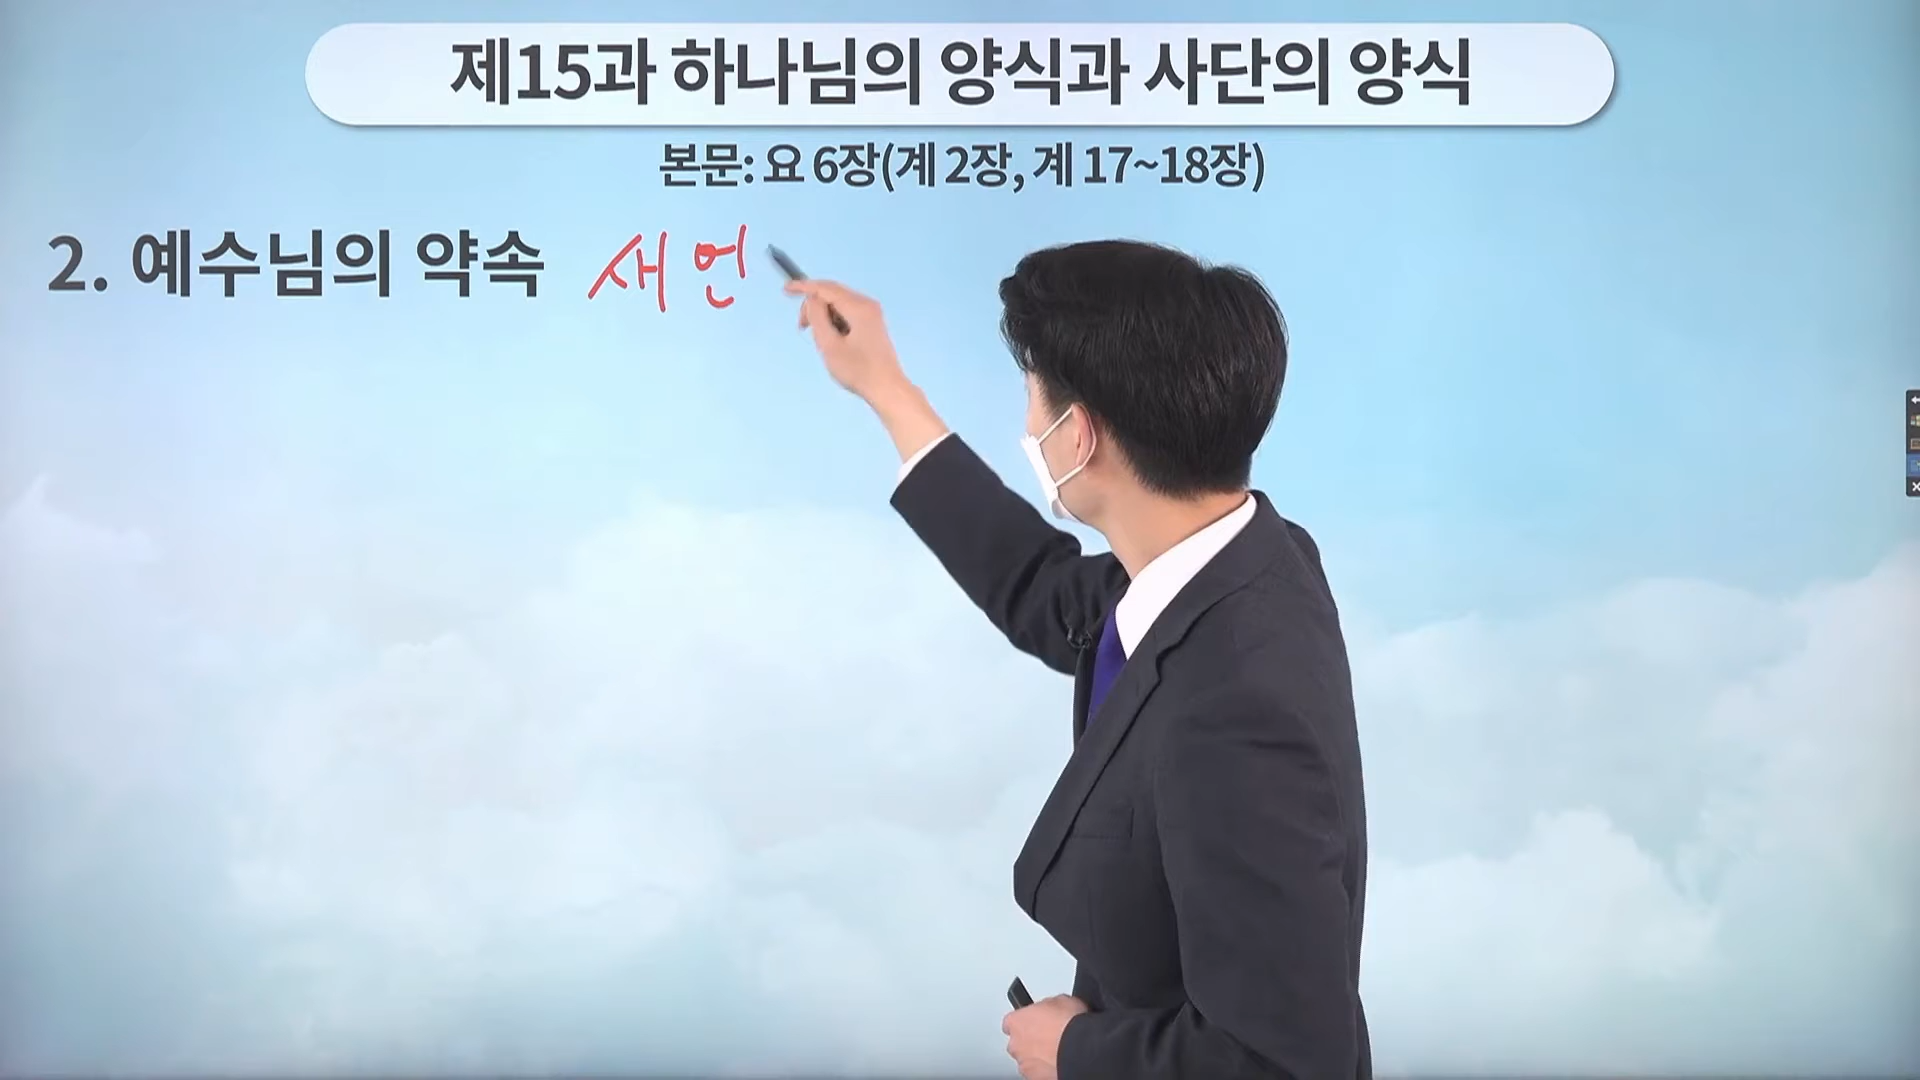 제15과 하나님의 양식과 사단의 양식
본문: 요 6장(계 2장, 계 17~18장)
2. 예수님의 약속 새 언